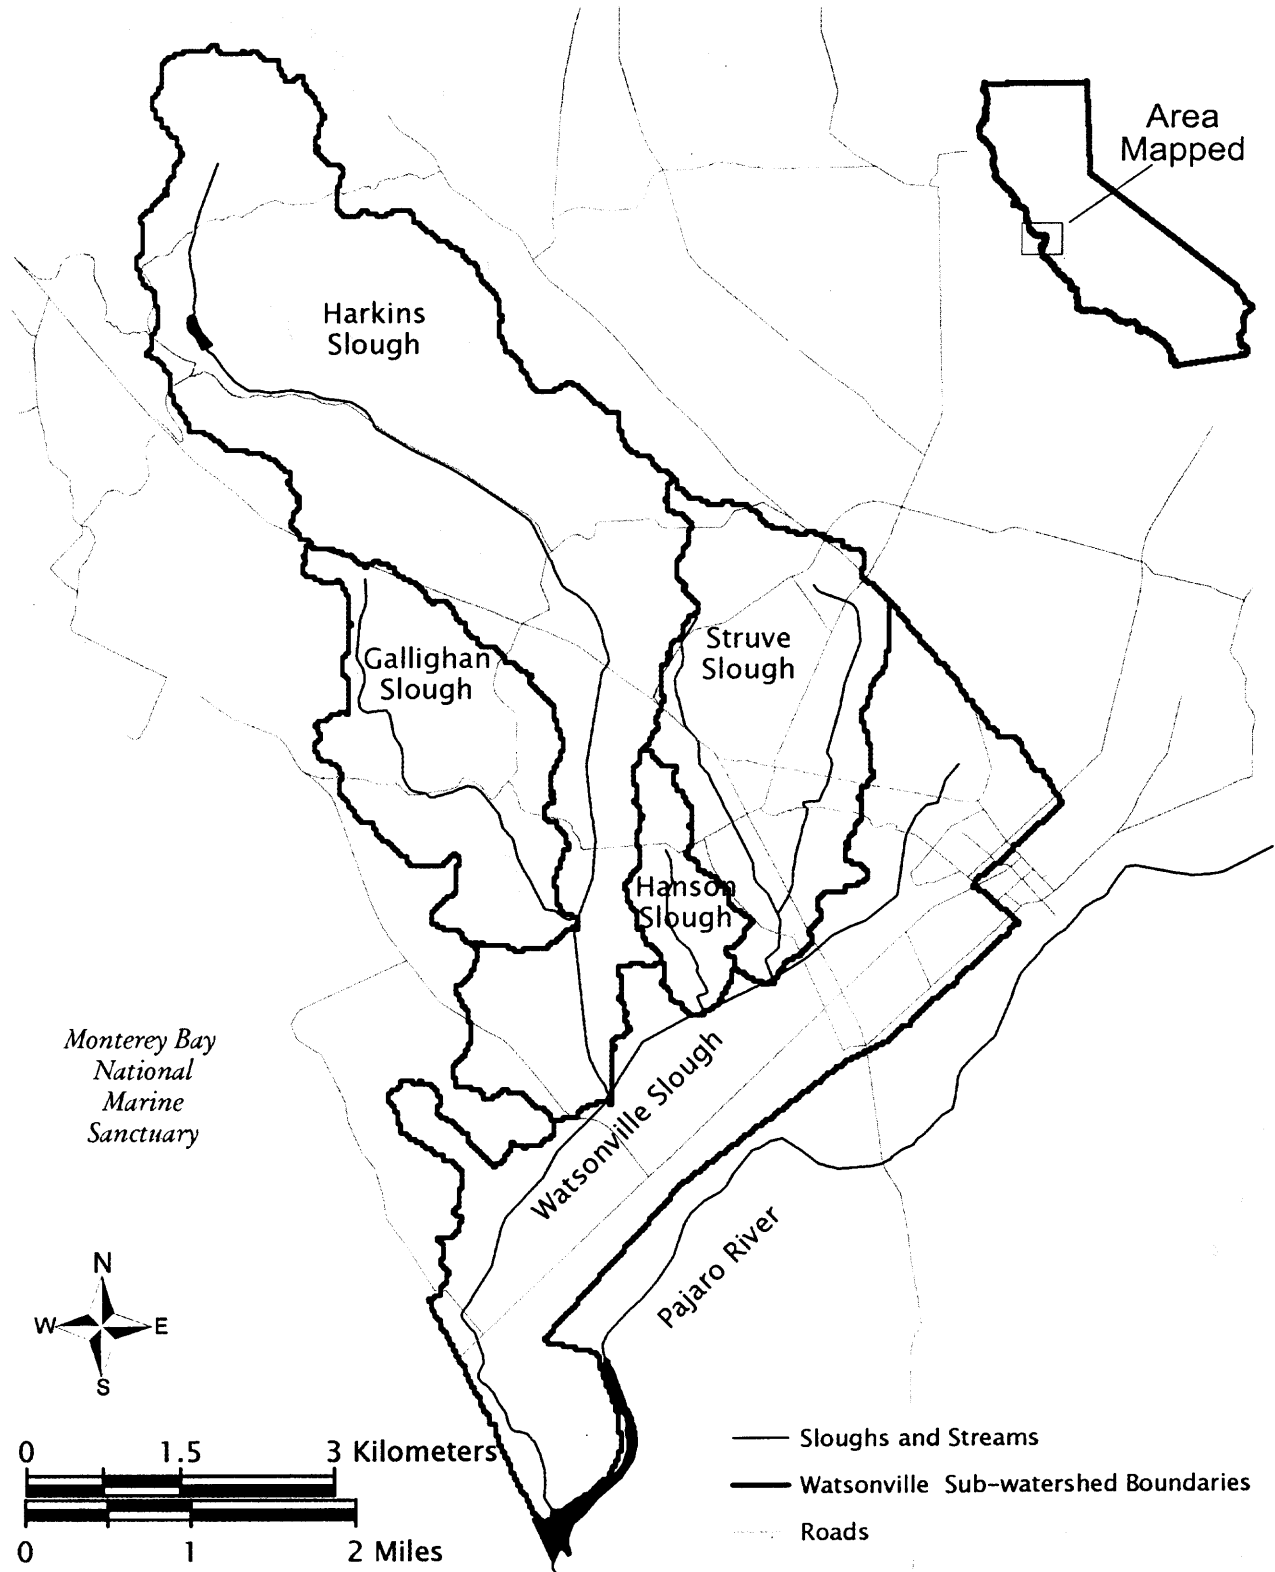 Area
Mapped
Harkins
Slough
Struve
Slough
Gallighan
Slough
Hanson
Slough
Monterey Bay
National
Marine
Sanctuary
Watsonville Slough
Pajaro River
N
W
E
S
0 1.5 3 Kilometers
0 1 2 Miles
Sloughs and Streams
Watsonville Sub-watershed Boundaries
Roads